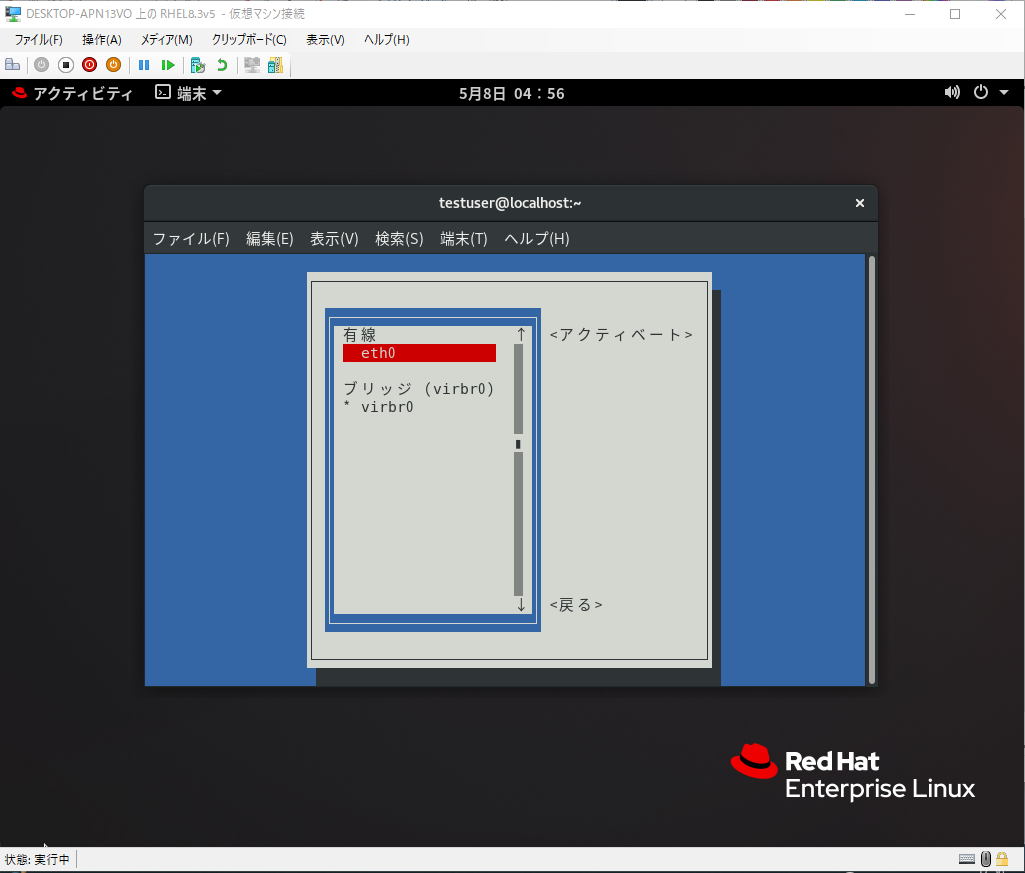 DESKTOP-APN13VO 上の RHEL8.3v5 - 仮想マシン接続
ファイル(F) 操作(A) メディア(M) クリップボード(C) 表示(V) ヘルプ(H)
アクティビティ 端末 5月8日 04：56
testuser@localhost:~
ファイル(F) 編集(E) 表示(V) 検索(S) 端末(T) ヘルプ(H)
有線 ↑ <アクティベート>
eth0
ブリッジ (virbr0)
* virbr0
↓ <戻る>
Red Hat
Enterprise Linux
状態: 実行中